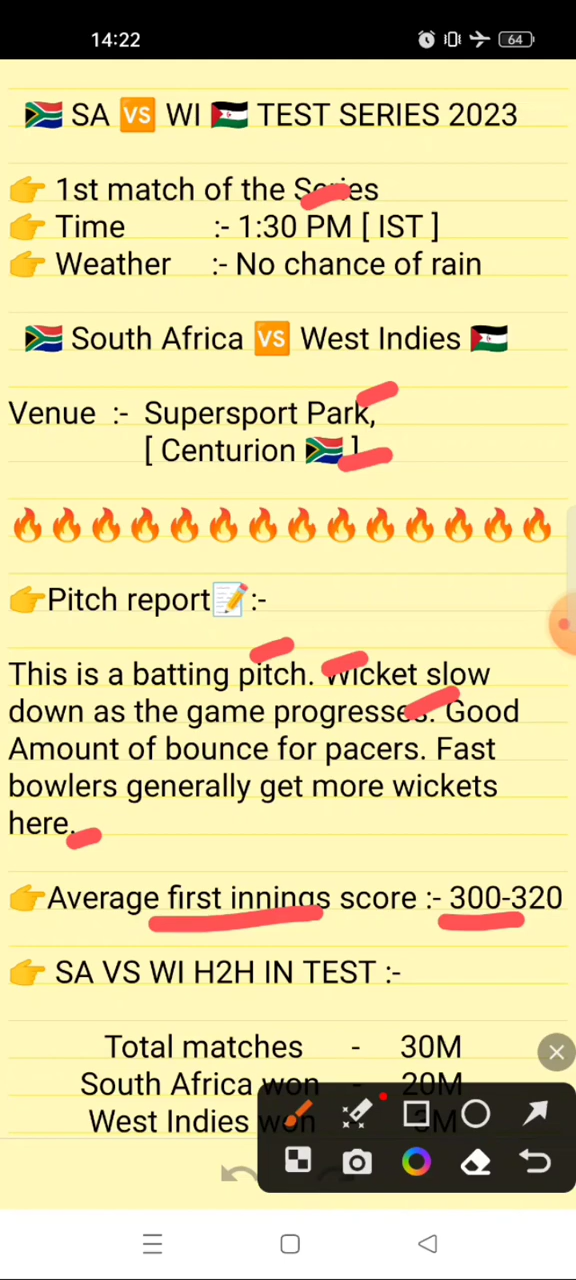 14:22
64
🇿🇦 SA 🆚 WI 🇪🇭 TEST SERIES 2023
👉 1st match of the Series
👉 Time :- 1:30 PM [ IST ]
👉 Weather :- No chance of rain
🇿🇦 South Africa 🆚 West Indies 🇪🇭
Venue :- Supersport Park,
[ Centurion 🇿🇦 ]
🔥🔥🔥🔥🔥🔥🔥🔥🔥🔥🔥🔥🔥🔥
👉Pitch report📝:-
This is a batting pitch. Wicket slow
down as the game progresses. Good
Amount of bounce for pacers. Fast
bowlers generally get more wickets
here.
👉Average first innings score :- 300-320
👉 SA VS WI H2H IN TEST :-
Total matches - 30M
South Africa won - 20M
West Indies won - 3M